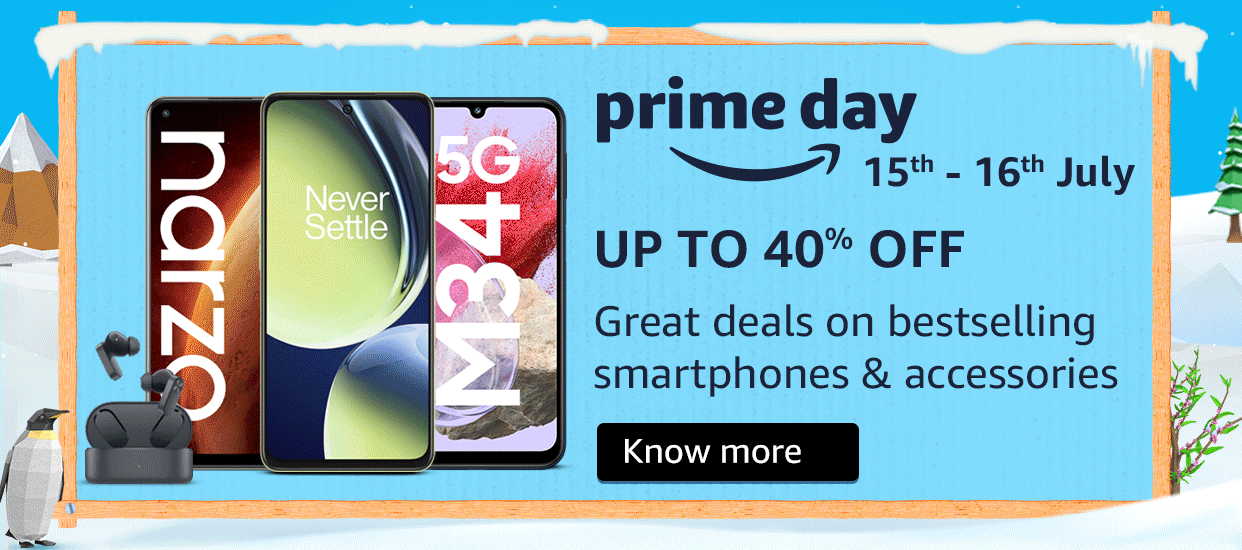 narzo
Never
Settle
5G
M34
prime day
15th - 16th July
UP TO 40% OFF
Great deals on bestselling
smartphones & accessories
Know more